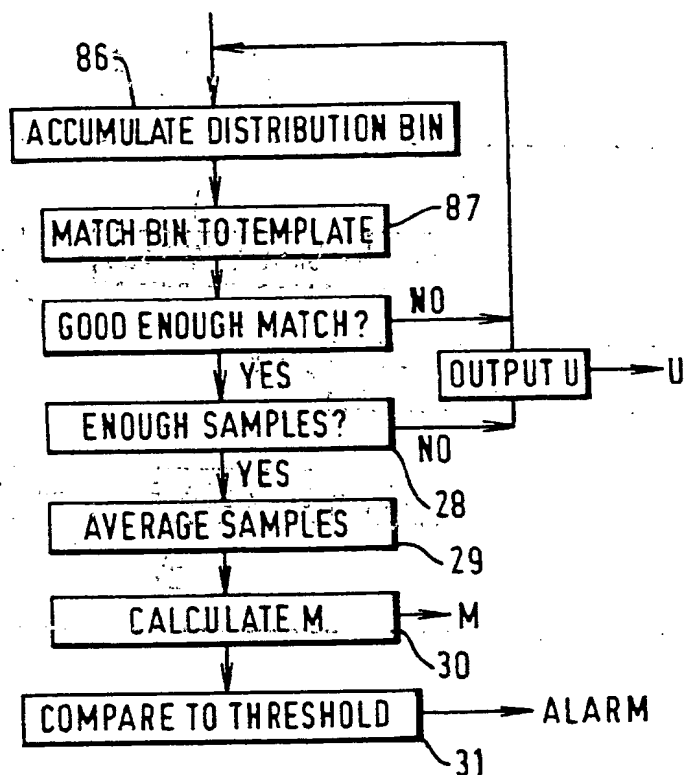 86
ACCUMULATE DISTRIBUTION BIN
87
MATCH BIN TO TEMPLATE
GOOD ENOUGH MATCH?
NO
YES
OUTPUT U
U
ENOUGH SAMPLES?
NO
28
YES
AVERAGE SAMPLES
29
CALCULATE M
M
30
COMPARE TO THRESHOLD
ALARM
31